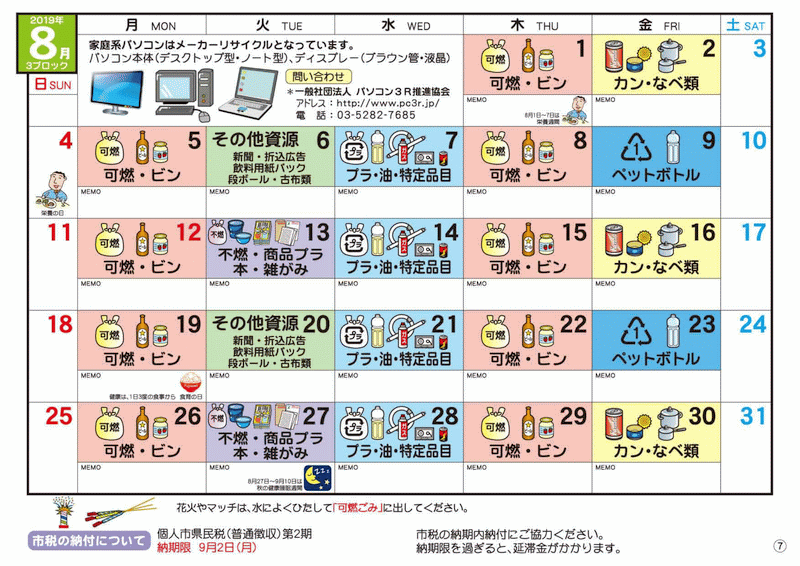 2019年
8月
3ブロック
日 SUN
月 MON
火 TUE
水 WED
木 THU
金 FRI
土 SAT
家庭系パソコンはメーカーリサイクルとなっています。
パソコン本体(デスクトップ型・ノート型)、ディスプレー(ブラウン管・液晶)
問い合わせ
*一般社団法人 パソコン3R推進協会
アドレス:http://www.pc3r.jp/
電 話:03-5282-7685
1
可燃
可燃・ビン
MEMO
8月1日~7日は
栄養週間
2
カン・なべ類
MEMO
3
4
栄養の日
5
可燃
可燃・ビン
MEMO
その他資源 6
新聞・折込広告
飲料用紙パック
段ボール・古布類
MEMO
7
プラ
プラ・油・特定品目
MEMO
8
可燃
可燃・ビン
MEMO
9
1
ペットボトル
MEMO
10
11
12
可燃
可燃・ビン
MEMO
13
不燃
不燃・商品プラ
本・雑がみ
MEMO
14
プラ
プラ・油・特定品目
MEMO
15
可燃
可燃・ビン
MEMO
16
カン・なべ類
MEMO
17
18
19
可燃
可燃・ビン
MEMO
健康は、1日3度の食事から 食育の日
その他資源 20
新聞・折込広告
飲料用紙パック
段ボール・古布類
MEMO
21
プラ
プラ・油・特定品目
MEMO
22
可燃
可燃・ビン
MEMO
23
1
ペットボトル
MEMO
24
25
26
可燃
可燃・ビン
MEMO
27
不燃
不燃・商品プラ
本・雑がみ
MEMO
8月27日~9月10日は
秋の健康睡眠週間
28
プラ
プラ・油・特定品目
MEMO
29
可燃
可燃・ビン
MEMO
30
カン・なべ類
MEMO
31
花火やマッチは、水によくひたして「可燃ごみ」に出してください。
市税の納付について
個人市県民税(普通徴収)第2期
納期限 9月2日(月)
市税の納期内納付にご協力ください。
納期限を過ぎると、延滞金がかかります。
⑦